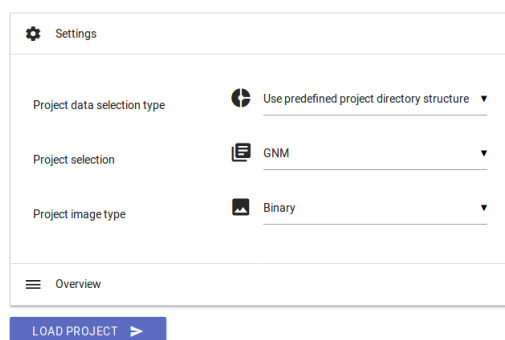 Settings
Project data selection type
Use predefined project directory structure
Project selection
GNM
Project image type
Binary
Overview
LOAD PROJECT